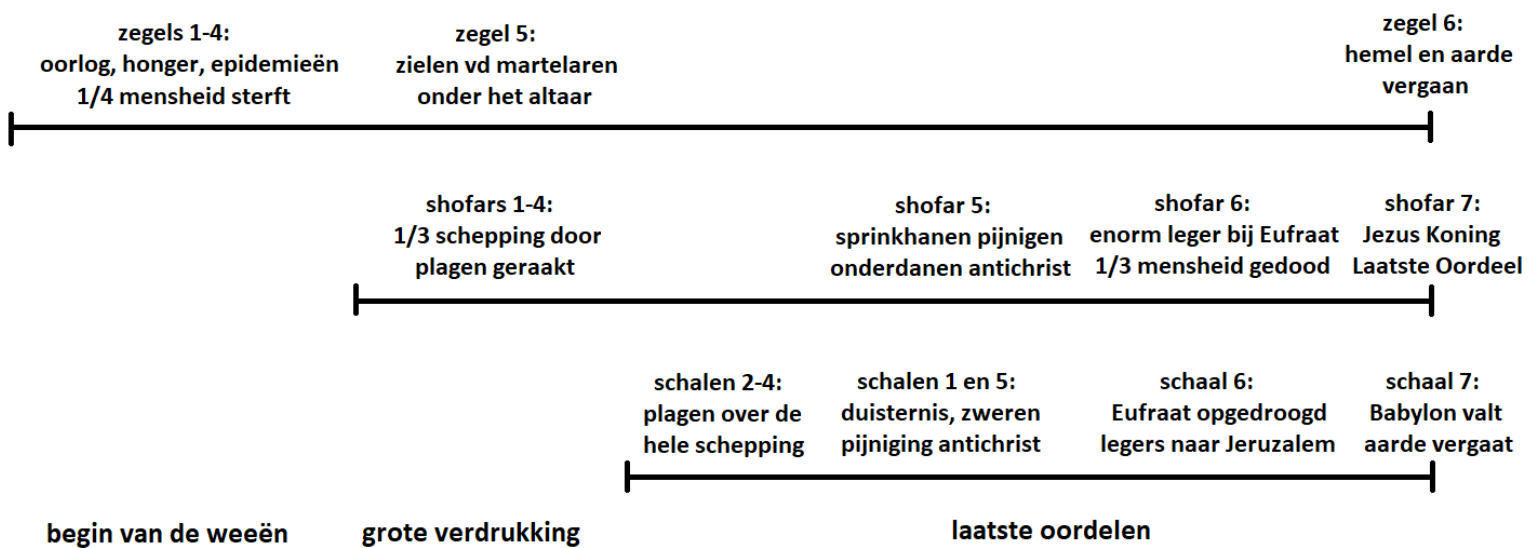 zegels 1-4:
oorlog, honger, epidemieën
1/4 mensheid sterft
zegel 5:
zielen vd martelaren
onder het altaar
zegel 6:
hemel en aarde
vergaan
shofars 1-4:
1/3 schepping door
plagen geraakt
shofar 5:
sprinkhanen pijnigen
onderdanen antichrist
shofar 6:
enorm leger bij Eufraat
1/3 mensheid gedood
shofar 7:
Jezus Koning
Laatste Oordeel
schalen 2-4:
plagen over de
hele schepping
schalen 1 en 5:
duisternis, zweren
pijniging antichrist
schaal 6:
Eufraat opgedroogd
legers naar Jeruzalem
schaal 7:
Babylon valt
aarde vergaat
begin van de weeën
grote verdrukking
laatste oordelen